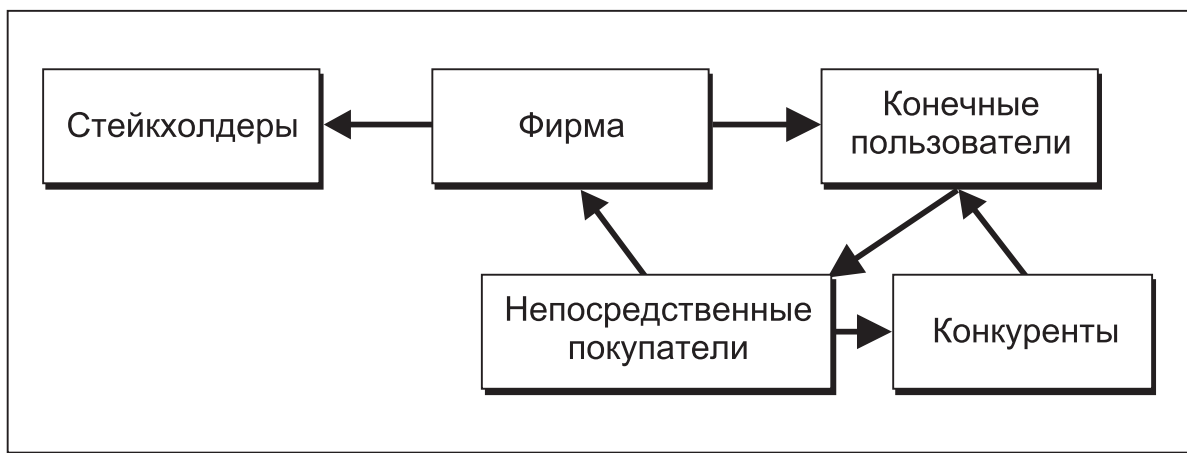 Стейкхолдеры
Фирма
Конечные
пользователи
Непосредственные
покупатели
Конкуренты